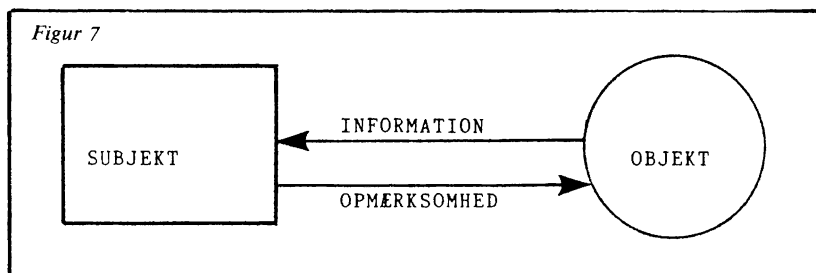 Figur 7
INFORMATION
SUBJEKT
OBJEKT
OPMÆRKSOMHED